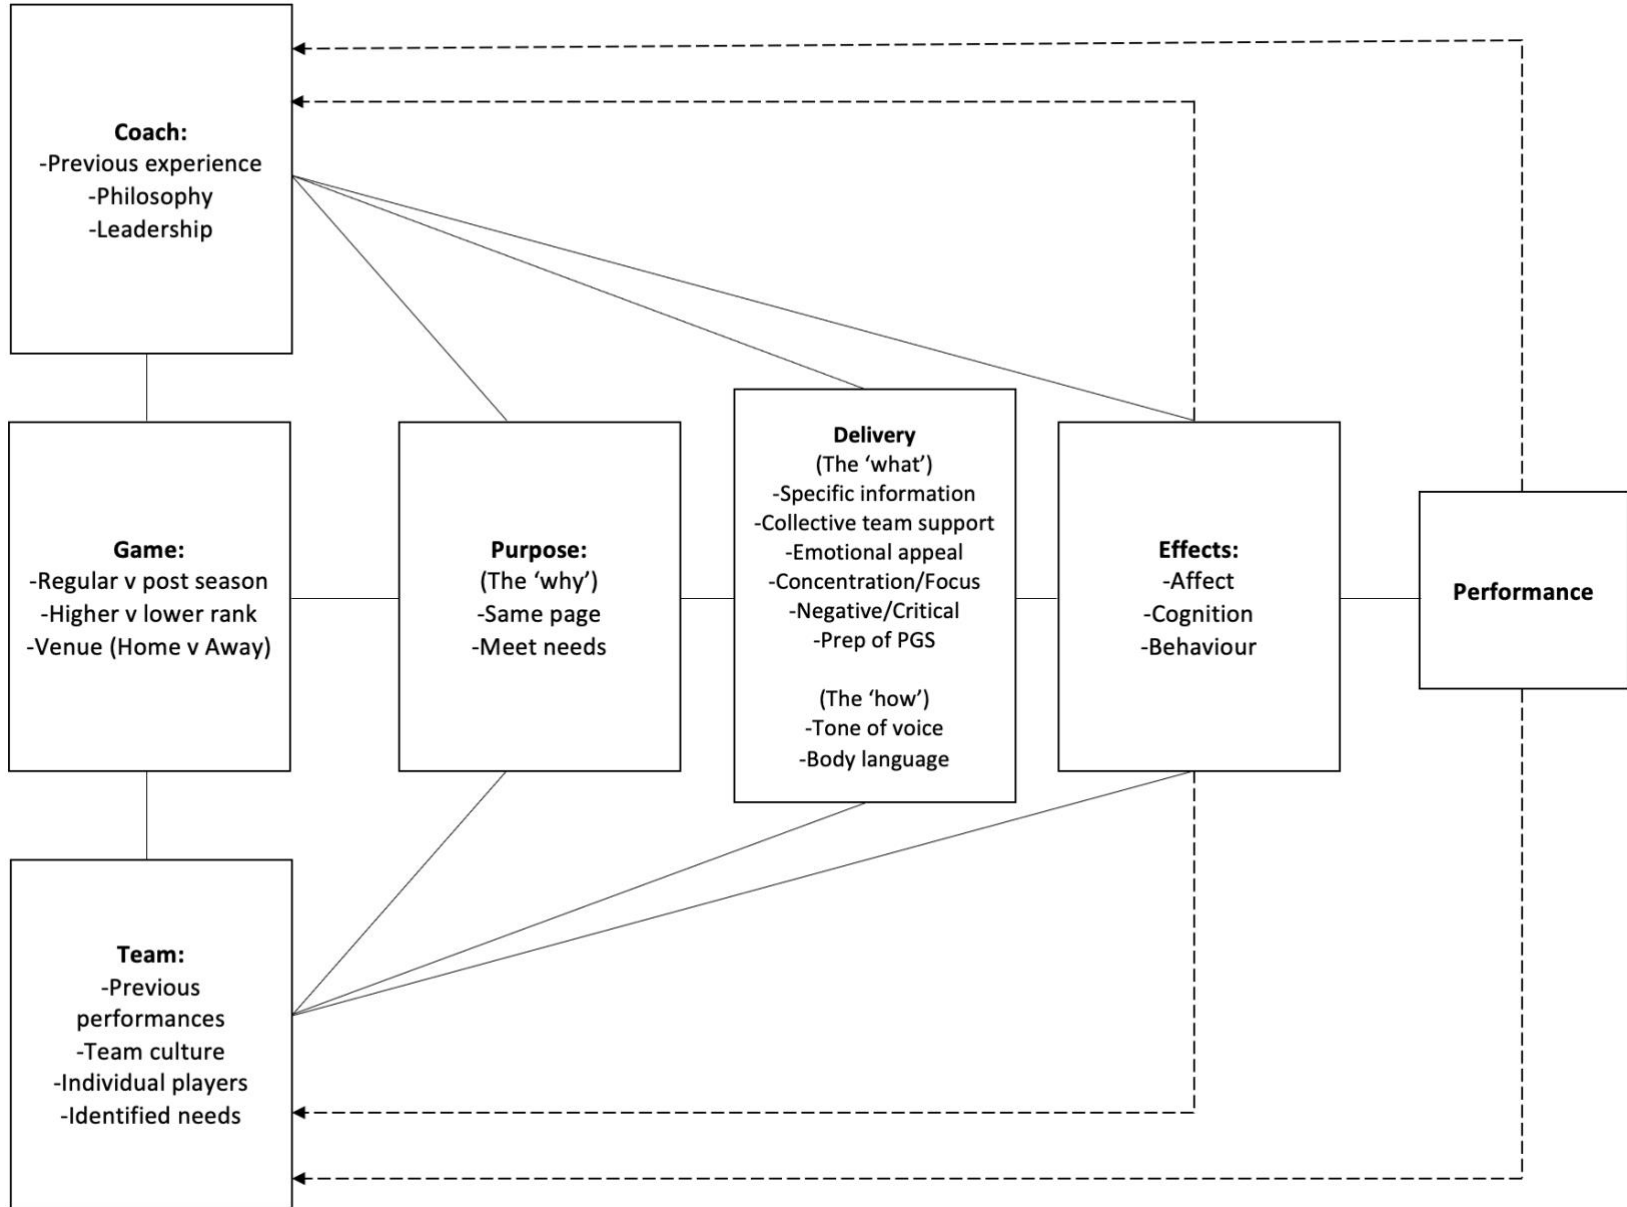 Coach:
-Previous experience
-Philosophy
-Leadership
Game:
-Regular v post season
-Higher v lower rank
-Venue (Home v Away)
Team:
-Previous
performances
-Team culture
-Individual players
-Identified needs
Purpose:
(The ‘why’)
-Same page
-Meet needs
Delivery
(The ‘what’)
-Specific information
-Collective team support
-Emotional appeal
-Concentration/Focus
-Negative/Critical
-Prep of PGS
(The ‘how’)
-Tone of voice
-Body language
Effects:
-Affect
-Cognition
-Behaviour
Performance